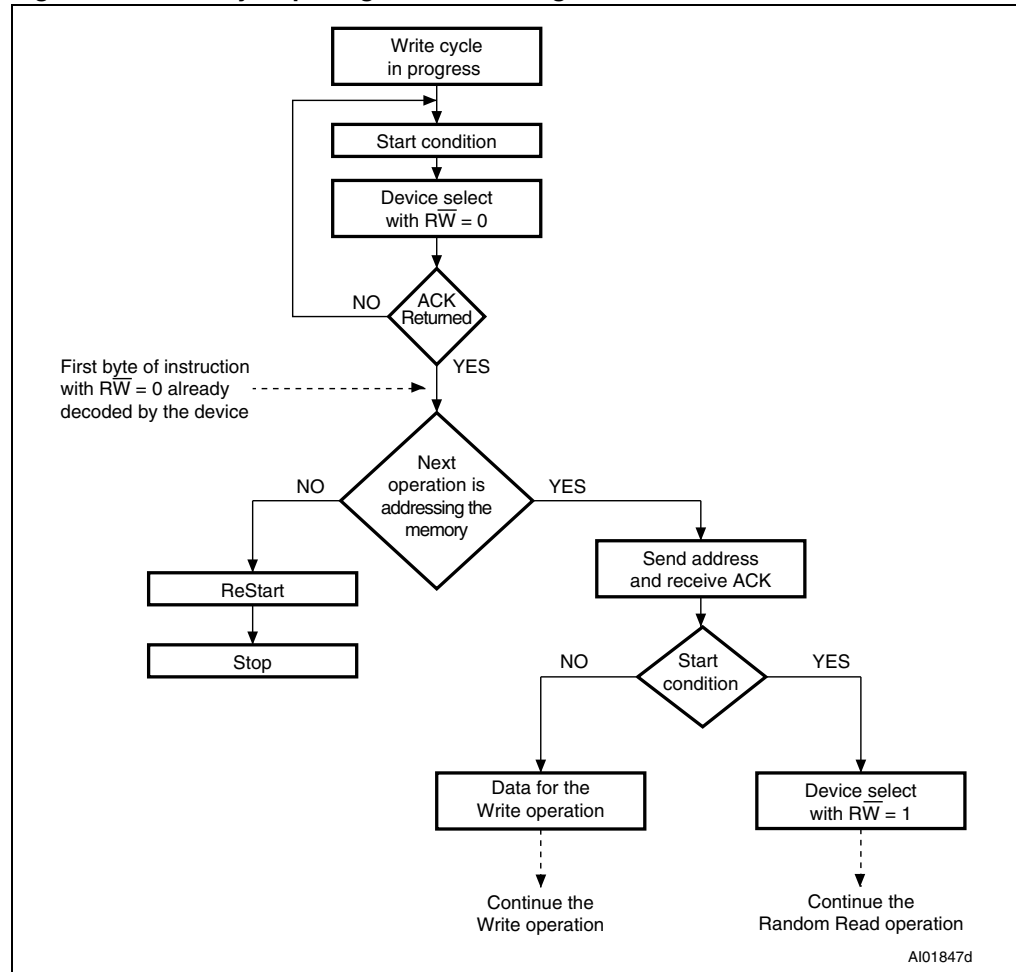 Write cycle
in progress
Start condition
Device select
with RW̅ = 0
NO
ACK
Returned
YES
First byte of instruction
with RW̅ = 0 already
decoded by the device
Next
operation is
addressing the
memory
NO
YES
Send address
and receive ACK
ReStart
Stop
NO
Start
condition
YES
Data for the
Write operation
Device select
with RW̅ = 1
Continue the
Write operation
Continue the
Random Read operation
AI01847d